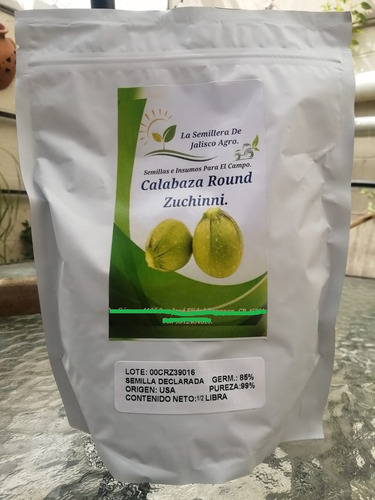 La Semillera De
Jalisco Agro.
Semillas e Insumos Para El Campo.
Calabaza Round
Zuchinni.
LOTE: 00CRZ39016
SEMILLA DECLARADA GERM.: 85%
ORIGEN: USA PUREZA:99%
CONTENIDO NETO:1/2 LIBRA